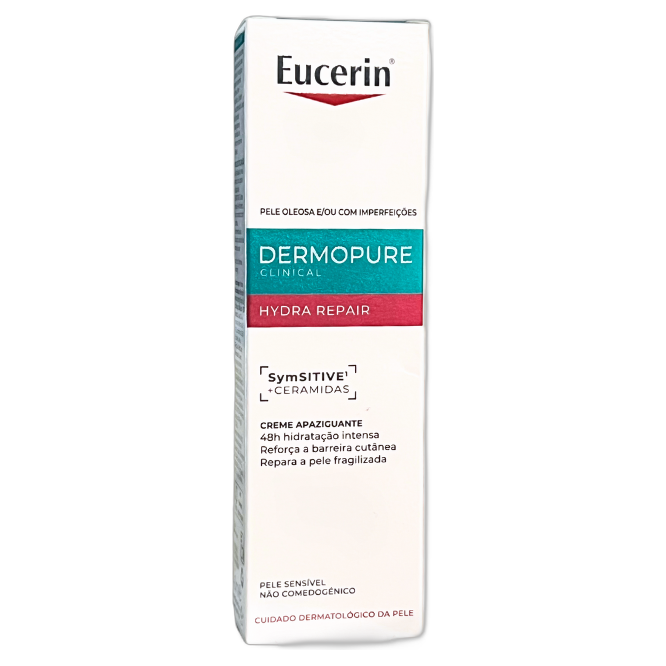 Eucerin®
PELE OLEOSA E/OU COM IMPERFEIÇÕES
DERMOPURE
CLINICAL
HYDRA REPAIR
SymSITIVE¹
+CERAMIDAS
CREME APAZIGUANTE
48h hidratação intensa
Reforça a barreira cutânea
Repara a pele fragilizada
PELE SENSÍVEL
NÃO COMEDOGÉNICO
CUIDADO DERMATOLÓGICO DA PELE